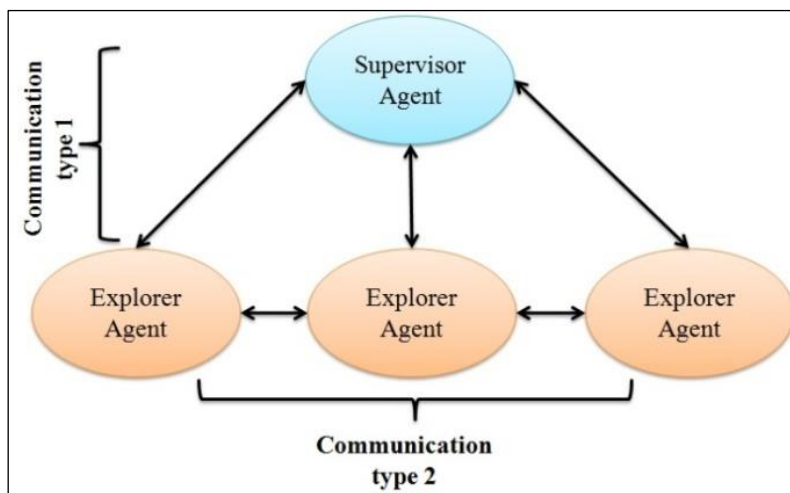 Supervisor
Agent
Communication
type 1
Explorer
Agent
Explorer
Agent
Explorer
Agent
Communication
type 2